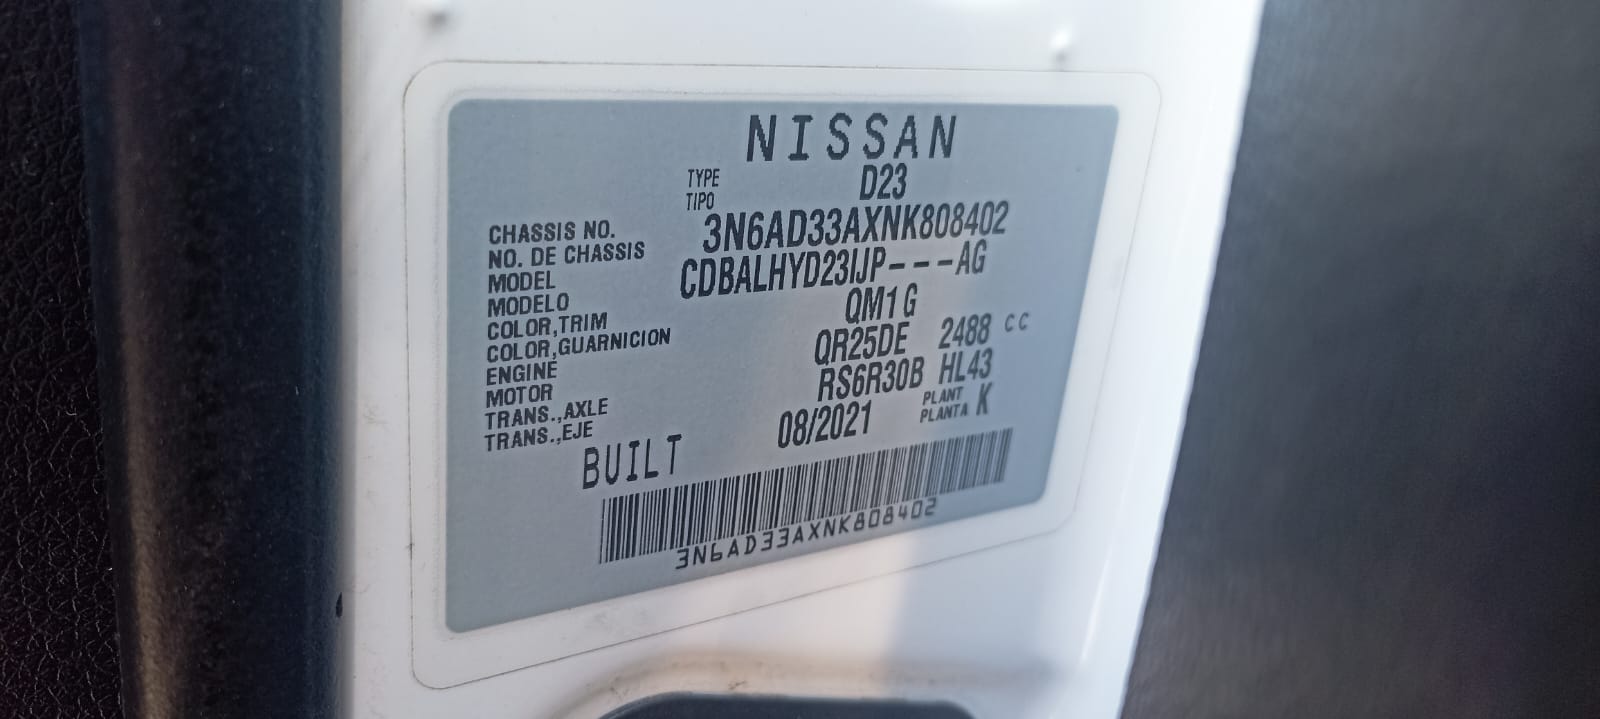 NISSAN
TYPE
TIPO
D23
CHASSIS NO.
NO. DE CHASSIS
3N6AD33AXNK808402
MODEL
MODELO
CDBALHYD23IJP---AG
COLOR,TRIM
COLOR,GUARNICION
QM1 G
ENGINE
MOTOR
QR25DE 2488 CC
TRANS.,AXLE
TRANS.,EJE
RS6R30B HL43
BUILT 08/2021
PLANT
PLANTA
K
3N6AD33AXNK808402